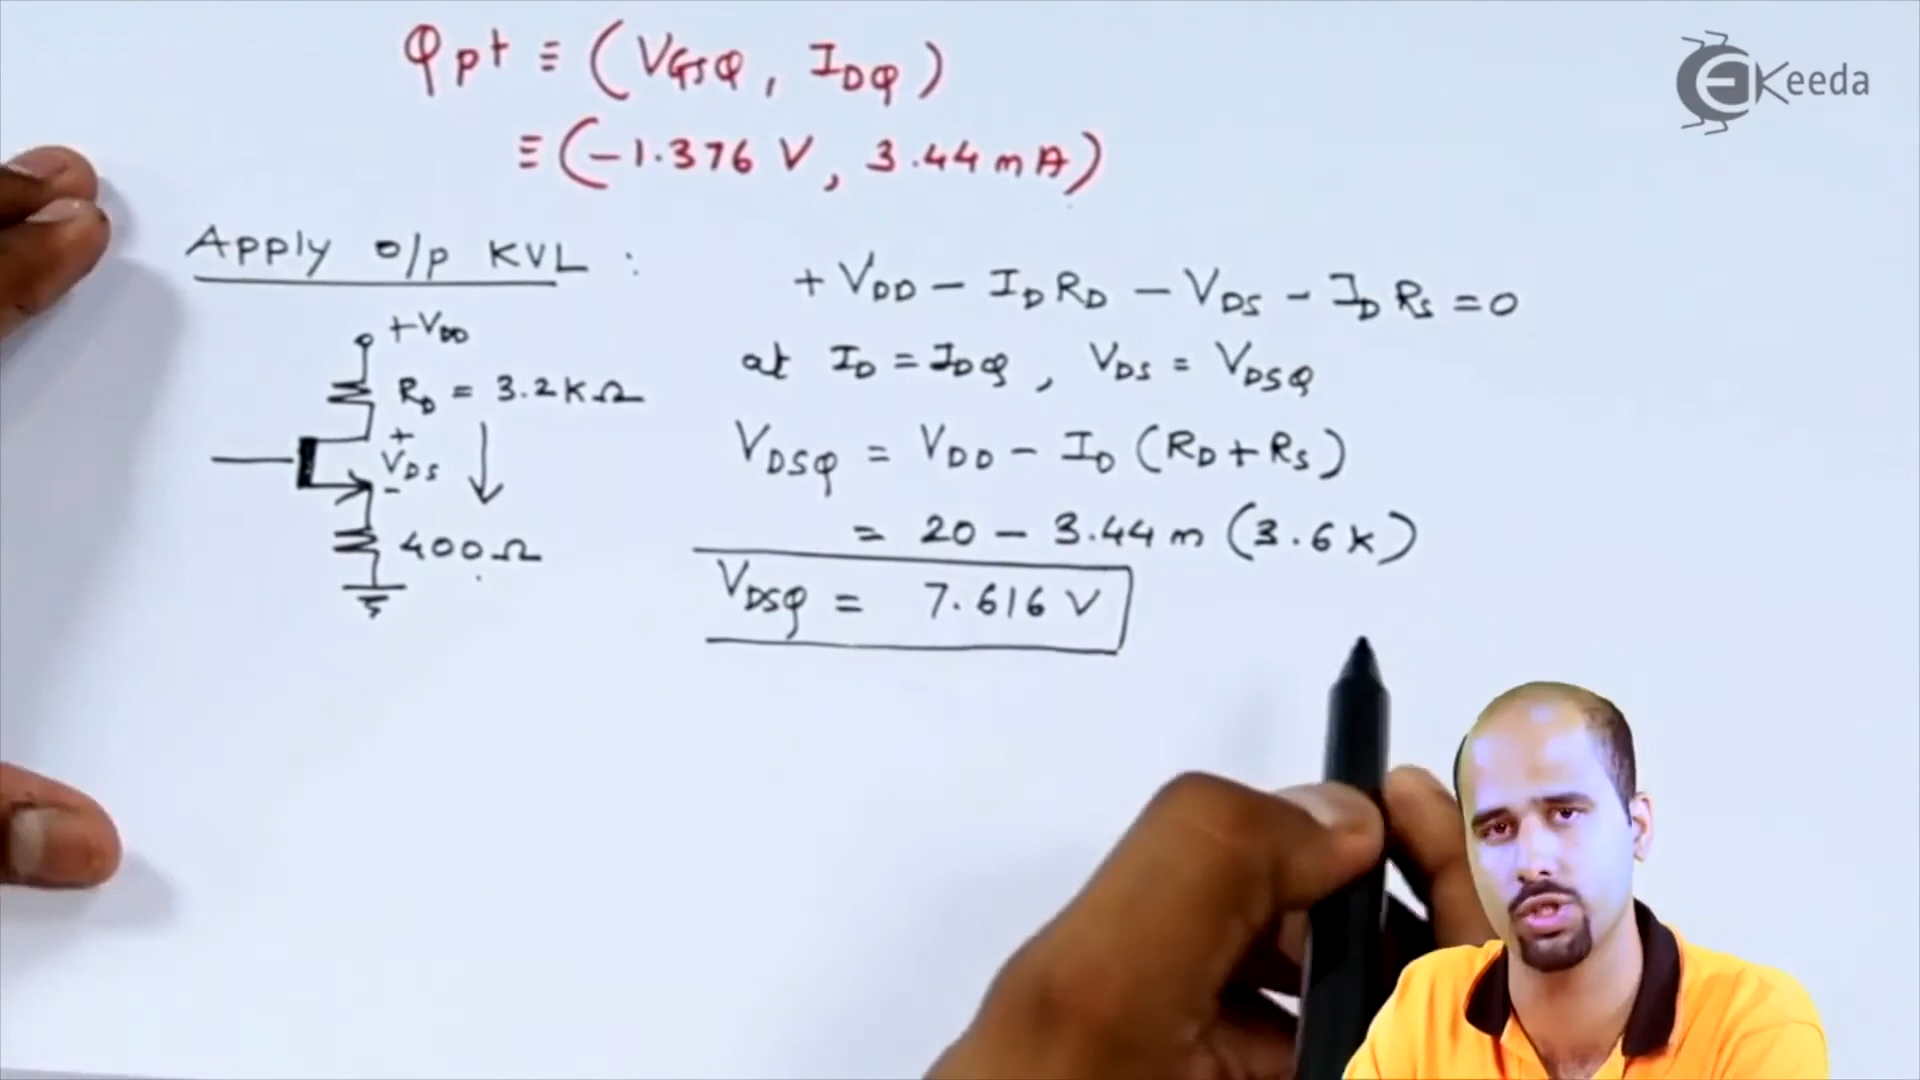 Qpt ≡ (VGSQ, IDQ)
≡ (-1.376 V, 3.44 mA)
EKeeda
Apply o/p KVL :
+VDD
RD = 3.2KΩ
+
VDS
-
400Ω
+VDD - IDRD - VDS - IDRS = 0
at ID = IDQ, VDS = VDSQ
VDSQ = VDD - ID (RD+RS)
= 20 - 3.44m (3.6K)
VDSQ = 7.616 V